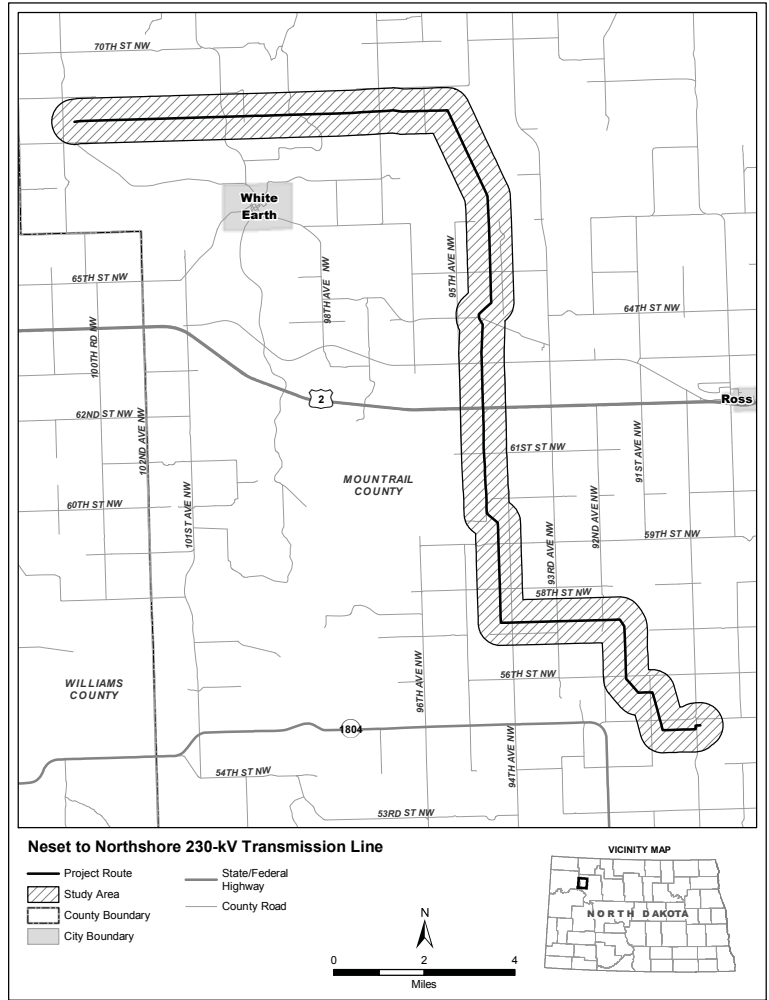 70TH ST NW
White
Earth
65TH ST NW
98TH AVE NW
95TH AVE NW
64TH ST NW
100TH RD NW
2
Ross
62ND ST NW
102ND AVE NW
61ST ST NW
91ST AVE NW
MOUNTRAIL
COUNTY
60TH ST NW
101ST AVE NW
92ND AVE NW
59TH ST NW
93RD AVE NW
58TH ST NW
WILLIAMS
COUNTY
96TH AVE NW
56TH ST NW
1804
94TH AVE NW
54TH ST NW
53RD ST NW
Neset to Northshore 230-kV Transmission Line
Project Route
Study Area
County Boundary
City Boundary
State/Federal
Highway
County Road
N
0 2 4
Miles
VICINITY MAP
NORTH DAKOTA